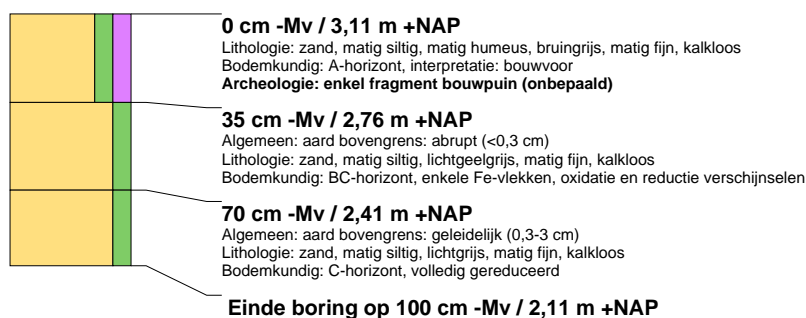 0 cm -Mv / 3,11 m +NAP
Lithologie: zand, matig siltig, matig humeus, bruingrijs, matig fijn, kalkloos
Bodemkundig: A-horizont, interpretatie: bouwvoor
Archeologie: enkel fragment bouwpuin (onbepaald)
35 cm -Mv / 2,76 m +NAP
Algemeen: aard bovengrens: abrupt (<0,3 cm)
Lithologie: zand, matig siltig, lichtgeelgrijs, matig fijn, kalkloos
Bodemkundig: BC-horizont, enkele Fe-vlekken, oxidatie en reductie verschijnselen
70 cm -Mv / 2,41 m +NAP
Algemeen: aard bovengrens: geleidelijk (0,3-3 cm)
Lithologie: zand, matig siltig, lichtgrijs, matig fijn, kalkloos
Bodemkundig: C-horizont, volledig gereduceerd
Einde boring op 100 cm -Mv / 2,11 m +NAP